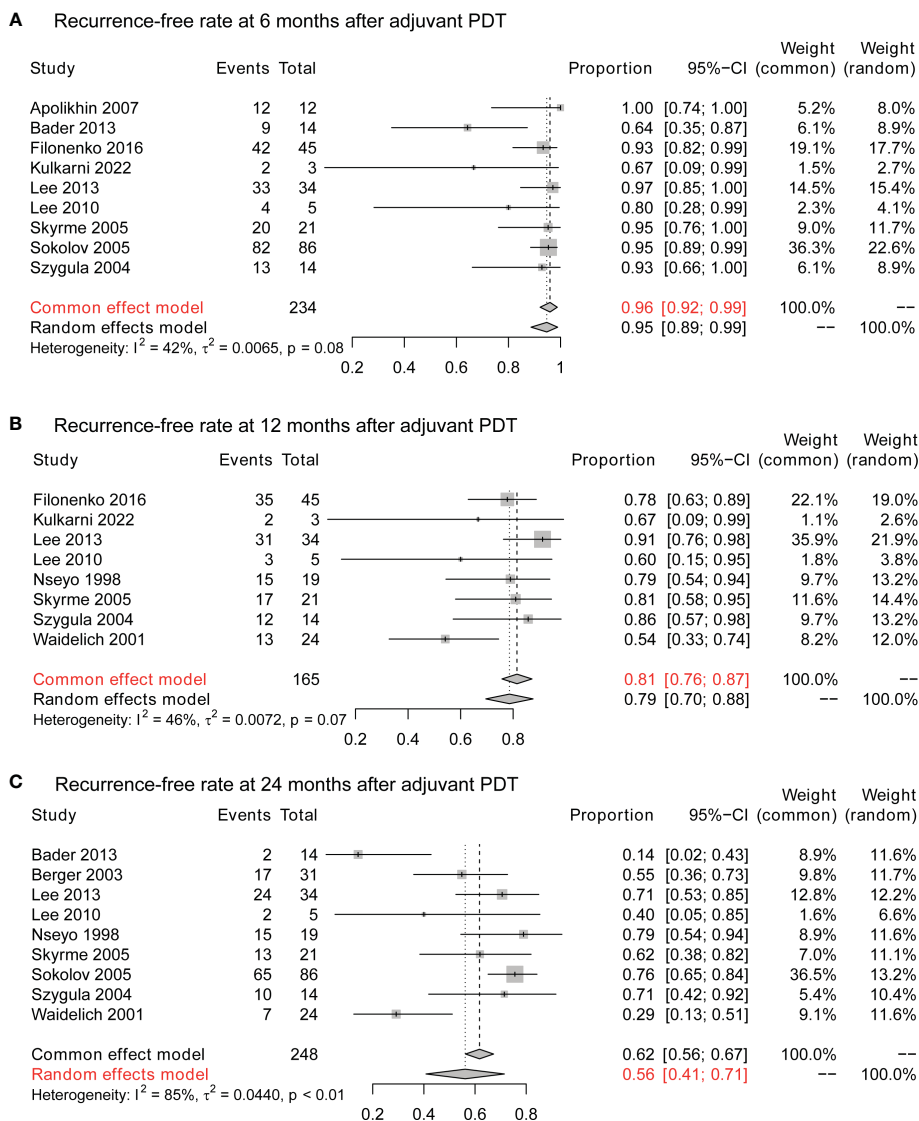 A Recurrence-free rate at 6 months after adjuvant PDT
Weight Weight
Study Events Total Proportion 95%−CI (common) (random)
Apolikhin 2007 12 12 1.00 [0.74; 1.00] 5.2% 8.0%
Bader 2013 9 14 0.64 [0.35; 0.87] 6.1% 8.9%
Filonenko 2016 42 45 0.93 [0.82; 0.99] 19.1% 17.7%
Kulkarni 2022 2 3 0.67 [0.09; 0.99] 1.5% 2.7%
Lee 2013 33 34 0.97 [0.85; 1.00] 14.5% 15.4%
Lee 2010 4 5 0.80 [0.28; 0.99] 2.3% 4.1%
Skyrme 2005 20 21 0.95 [0.76; 1.00] 9.0% 11.7%
Sokolov 2005 82 86 0.95 [0.89; 0.99] 36.3% 22.6%
Szygula 2004 13 14 0.93 [0.66; 1.00] 6.1% 8.9%
Common effect model 234 0.96 [0.92; 0.99] 100.0% −−
Random effects model 0.95 [0.89; 0.99] −− 100.0%
Heterogeneity: I² = 42%, τ² = 0.0065, p = 0.08
0.2 0.4 0.6 0.8 1
B Recurrence-free rate at 12 months after adjuvant PDT
Weight Weight
Study Events Total Proportion 95%−CI (common) (random)
Filonenko 2016 35 45 0.78 [0.63; 0.89] 22.1% 19.0%
Kulkarni 2022 2 3 0.67 [0.09; 0.99] 1.1% 2.6%
Lee 2013 31 34 0.91 [0.76; 0.98] 35.9% 21.9%
Lee 2010 3 5 0.60 [0.15; 0.95] 1.8% 3.8%
Nseyo 1998 15 19 0.79 [0.54; 0.94] 9.7% 13.2%
Skyrme 2005 17 21 0.81 [0.58; 0.95] 11.6% 14.4%
Szygula 2004 12 14 0.86 [0.57; 0.98] 9.7% 13.2%
Waidelich 2001 13 24 0.54 [0.33; 0.74] 8.2% 12.0%
Common effect model 165 0.81 [0.76; 0.87] 100.0% −−
Random effects model 0.79 [0.70; 0.88] −− 100.0%
Heterogeneity: I² = 46%, τ² = 0.0072, p = 0.07
0.2 0.4 0.6 0.8
C Recurrence-free rate at 24 months after adjuvant PDT
Weight Weight
Study Events Total Proportion 95%−CI (common) (random)
Bader 2013 2 14 0.14 [0.02; 0.43] 8.9% 11.6%
Berger 2003 17 31 0.55 [0.36; 0.73] 9.8% 11.7%
Lee 2013 24 34 0.71 [0.53; 0.85] 12.8% 12.2%
Lee 2010 2 5 0.40 [0.05; 0.85] 1.6% 6.6%
Nseyo 1998 15 19 0.79 [0.54; 0.94] 8.9% 11.6%
Skyrme 2005 13 21 0.62 [0.38; 0.82] 7.0% 11.1%
Sokolov 2005 65 86 0.76 [0.65; 0.84] 36.5% 13.2%
Szygula 2004 10 14 0.71 [0.42; 0.92] 5.4% 10.4%
Waidelich 2001 7 24 0.29 [0.13; 0.51] 9.1% 11.6%
Common effect model 248 0.62 [0.56; 0.67] 100.0% −−
Random effects model 0.56 [0.41; 0.71] −− 100.0%
Heterogeneity: I² = 85%, τ² = 0.0440, p < 0.01
0.2 0.4 0.6 0.8